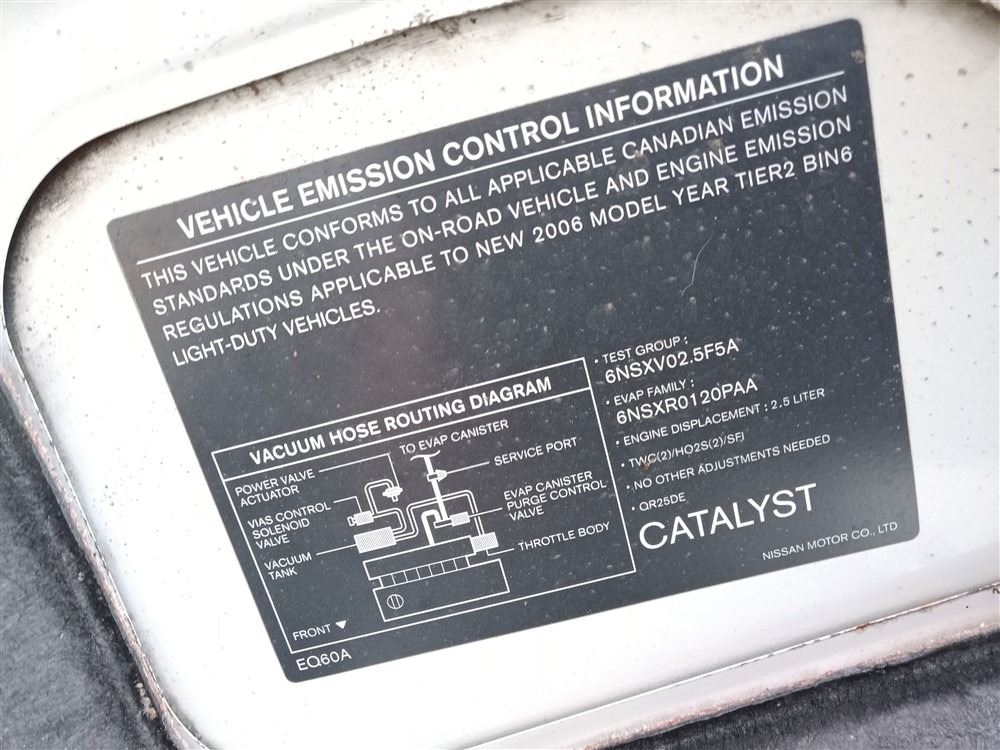 VEHICLE EMISSION CONTROL INFORMATION
THIS VEHICLE CONFORMS TO ALL APPLICABLE CANADIAN EMISSION
STANDARDS UNDER THE ON-ROAD VEHICLE AND ENGINE EMISSION
REGULATIONS APPLICABLE TO NEW 2006 MODEL YEAR TIER2 BIN6
LIGHT-DUTY VEHICLES.
VACUUM HOSE ROUTING DIAGRAM
TO EVAP CANISTER
POWER VALVE
ACTUATOR
SERVICE PORT
VIAS CONTROL
SOLENOID
VALVE
EVAP CANISTER
PURGE CONTROL
VALVE
VACUUM
TANK
THROTTLE BODY
FRONT ▼
EQ60A
· TEST GROUP :
6NSXV02.5F5A
· EVAP FAMILY :
6NSXR0120PAA
· ENGINE DISPLACEMENT : 2.5 LITER
· TWC(2)/HO2S(2)/SFI
· NO OTHER ADJUSTMENTS NEEDED
· QR25DE
CATALYST
NISSAN MOTOR CO., LTD